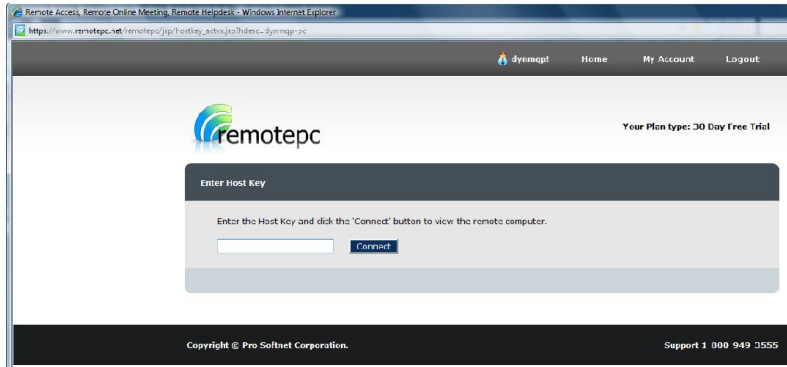 Remote Access, Remote Online Meeting, Remote Helpdesk - Windows Internet Explorer
https://www.remotepc.net/remotepc/jsp/hostkey_activx.jsp?hdesc=dynmqp-pc
dynmqp! Home My Account Logout
remotepc
Your Plan type: 30 Day Free Trial
Enter Host Key
Enter the Host Key and click the 'Connect' button to view the remote computer.
Connect
Copyright © Pro Softnet Corporation.
Support 1 800 949 3555